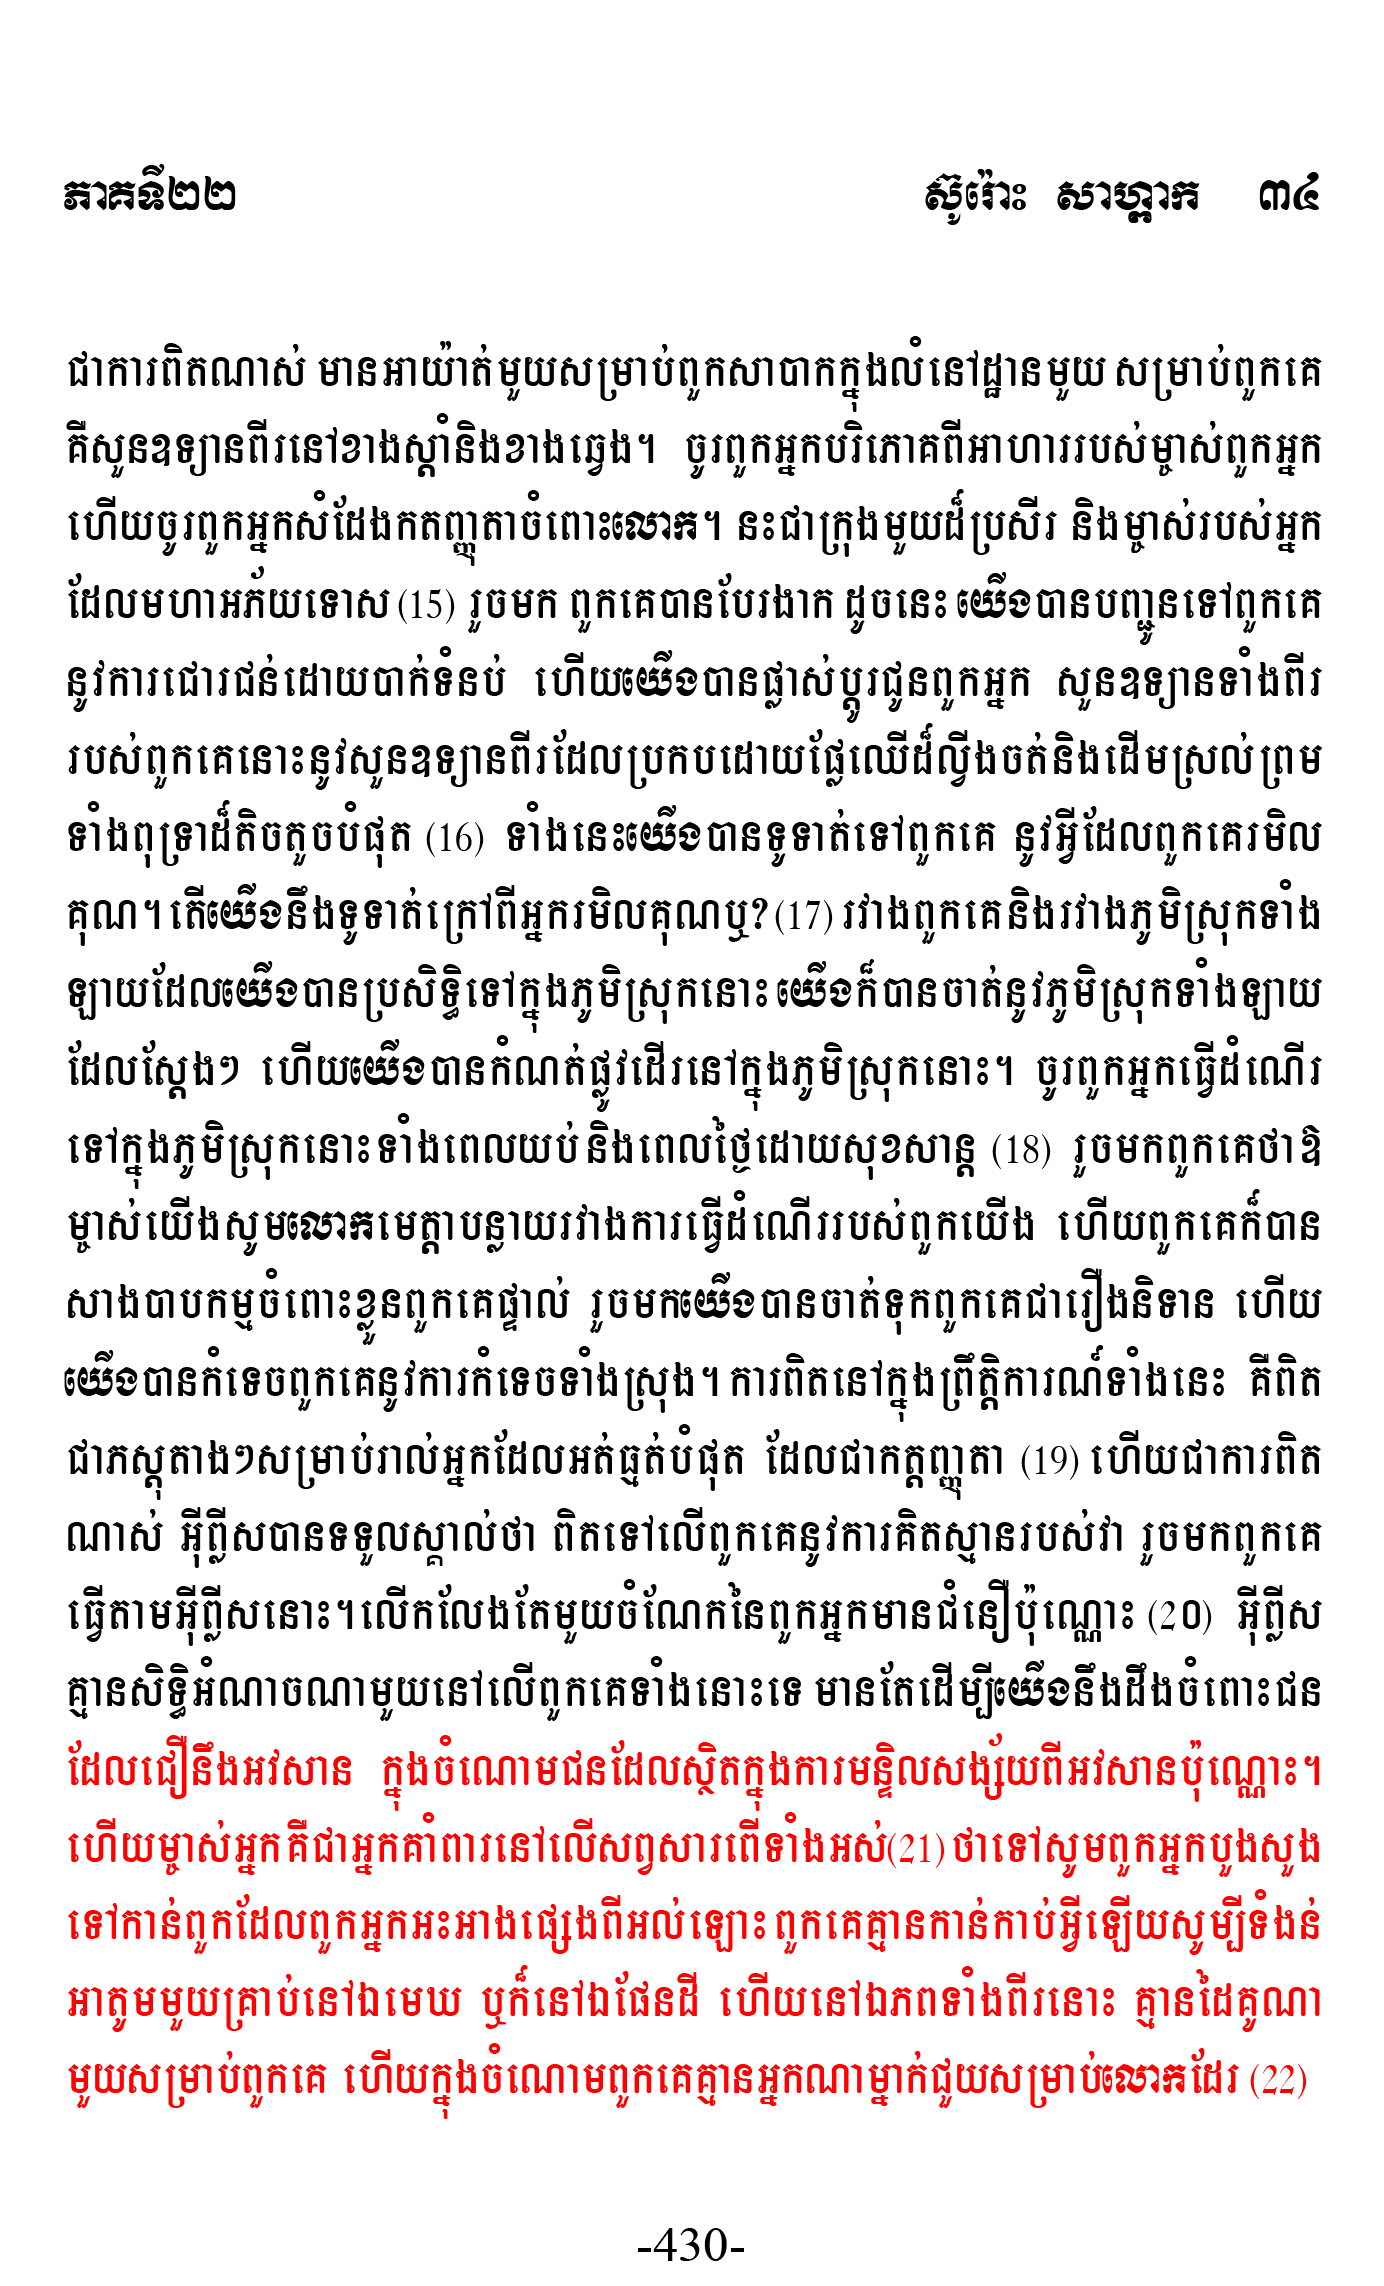 ភាគទី២២ ស៊ូរ៉ោះ សាហ្ពាក ៣៤
ជាការពិតណាស់ មានអាយ៉ាត់មួយសម្រាប់ពួកសាបាកក្នុងលំនៅដ្ឋានមួយ សម្រាប់ពួកគេ
គឺសួនឧទ្យានពីរនៅខាងស្តាំនិងខាងឆ្វេង។ ចូរពួកអ្នកបរិភោគពីអាហាររបស់ម្ចាស់ពួកអ្នក
ហើយចូរពួកអ្នកសំដែងកតញ្ញុតាចំពោះលោក។ នះជាក្រុងមួយដ៏ប្រសើរ និងម្ចាស់របស់អ្នក
ដែលមហាអភ័យទោស (15) រួចមក ពួកគេបានបែរងាក ដូចនេះ យើងបានបញ្ជូនទៅពួកគេ
នូវការជោរជន់ដោយបាក់ទំនប់ ហើយយើងបានផ្លាស់ប្តូរជូនពួកអ្នក សួនឧទ្យានទាំងពីរ
របស់ពួកគេនោះនូវសួនឧទ្យានពីរដែលប្រកបដោយផ្លែឈើដ៏ល្វីងចត់និងដើមស្រល់ព្រម
ទាំងពុទ្រាដ៏តិចតួចបំផុត (16) ទាំងនេះយើងបានទូទាត់ទៅពួកគេ នូវអ្វីដែលពួកគេរមិល
គុណ។ តើយើងនឹងទូទាត់ក្រៅពីអ្នករមិលគុណឬ? (17) រវាងពួកគេនិងរវាងភូមិស្រុកទាំង
ឡាយដែលយើងបានប្រសិទ្ធិទៅក្នុងភូមិស្រុកនោះ យើងក៏បានចាត់នូវភូមិស្រុកទាំងឡាយ
ដែលស្តែងៗ ហើយយើងបានកំណត់ផ្លូវដើរនៅក្នុងភូមិស្រុកនោះ។ ចូរពួកអ្នកធ្វើដំណើរ
ទៅក្នុងភូមិស្រុកនោះទាំងពេលយប់ និងពេលថ្ងៃដោយសុខសាន្ត (18) រួចមកពួកគេថាឱ
ម្ចាស់យើងសូមលោកមេត្តាបន្លាយរវាងការធ្វើដំណើររបស់ពួកយើង ហើយពួកគេក៏បាន
សាងបាបកម្មចំពោះខ្លួនពួកគេផ្ទាល់ រួចមកយើងបានចាត់ទុកពួកគេជារឿងនិទាន ហើយ
យើងបានកំទេចពួកគេនូវការកំទេចទាំងស្រុង។ ការពិតនៅក្នុងព្រឹត្តិការណ៍ទាំងនេះ គឺពិត
ជាភស្តុតាងៗសម្រាប់រាល់អ្នកដែលអត់ធ្មត់បំផុត ដែលជាកត្តញ្ញុតា (19) ហើយជាការពិត
ណាស់ អ៊ីព្លីសបានទទួលស្គាល់ថា ពិតទៅលើពួកគេនូវការគិតស្មានរបស់វា រួចមកពួកគេ
ធ្វើតាមអ៊ីព្លីសនោះ។ លើកលែងតែមួយចំណែកនៃពួកអ្នកមានជំនឿប៉ុណ្ណោះ (2០) អ៊ីព្លីស
គ្មានសិទ្ធិអំណាចណាមួយនៅលើពួកគេទាំងនោះទេ មានតែដើម្បីយើងនឹងដឹងចំពោះជន
ដែលជឿនឹងអវសាន ក្នុងចំណោមជនដែលស្ថិតក្នុងការមន្ទិលសង្ស័យពីអវសានប៉ុណ្ណោះ។
ហើយម្ចាស់អ្នកគឺជាអ្នកគាំពារនៅលើសព្វសារពើទាំងអស់(21) ថាទៅសូមពួកអ្នកបួងសួង
ទៅកាន់ពួកដែលពួកអ្នកអះអាងផ្សេងពីអល់ឡោះ ពួកគេគ្មានកាន់កាប់អ្វីឡើយសូម្បីទំងន់
អាតូមមួយគ្រាប់នៅឯមេឃ ឬក៏នៅឯផែនដី ហើយនៅឯភពទាំងពីរនោះ គ្មានដៃគូណា
មួយសម្រាប់ពួកគេ ហើយក្នុងចំណោមពួកគេគ្មានអ្នកណាម្នាក់ជួយសម្រាប់លោកដែរ (22)
-430-